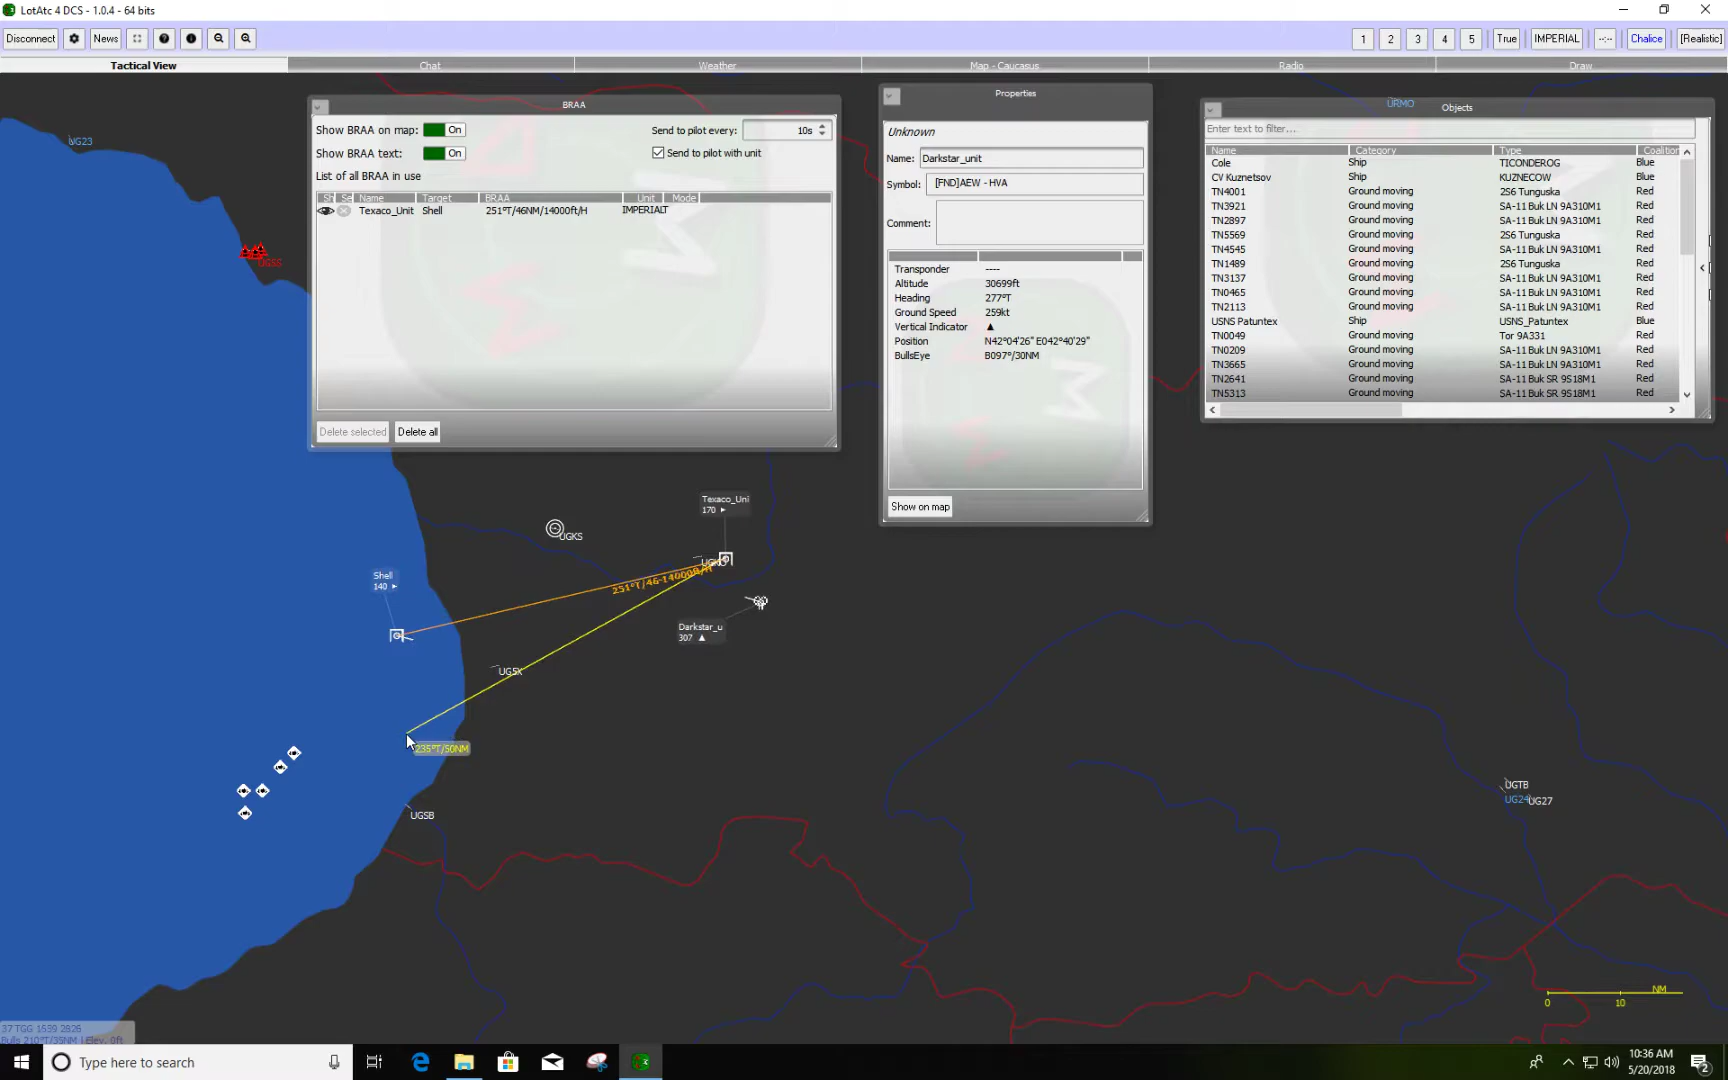 LotAtc 4 DCS - 1.0.4 - 64 bits
Disconnect News 1 2 3 4 5 True IMPERIAL --:-- Chalice [Realistic]
Tactical View Chat Weather Map - Caucasus Radio Draw
BRAA
Show BRAA on map: On
Send to pilot every: 10s
Show BRAA text: On
Send to pilot with unit
List of all BRAA in use
Sh Se Name Target BRAA Unit Mode
Texaco_Unit Shell 251°T/46NM/14000ft/H IMPERIAL T
Delete selected Delete all
Properties
Unknown
Name: Darkstar_unit
Symbol: [FND]AEW - HVA
Comment:
Transponder ----
Altitude 30699ft
Heading 277°T
Ground Speed 259kt
Vertical Indicator ▲
Position N42°04'26" E042°40'29"
BullsEye B097°/30NM
Show on map
URMO
Objects
Enter text to filter...
Name Category Type Coalition
Cole Ship TICONDEROG Blue
CV Kuznetsov Ship KUZNECOW Blue
TN4001 Ground moving 2S6 Tunguska Red
TN3921 Ground moving SA-11 Buk LN 9A310M1 Red
TN2897 Ground moving SA-11 Buk LN 9A310M1 Red
TN5569 Ground moving 2S6 Tunguska Red
TN4545 Ground moving SA-11 Buk LN 9A310M1 Red
TN1489 Ground moving 2S6 Tunguska Red
TN3137 Ground moving SA-11 Buk LN 9A310M1 Red
TN0465 Ground moving SA-11 Buk LN 9A310M1 Red
TN2113 Ground moving SA-11 Buk LN 9A310M1 Red
USNS Patuntex Ship USNS_Patuntex Blue
TN0049 Ground moving Tor 9A331 Red
TN0209 Ground moving SA-11 Buk LN 9A310M1 Red
TN3665 Ground moving SA-11 Buk LN 9A310M1 Red
TN2641 Ground moving SA-11 Buk SR 9S18M1 Red
TN5313 Ground moving SA-11 Buk SR 9S18M1 Red
UG23
UGSS
Texaco_Uni
170 ►
UGKS
251°T/46-14000ft/H
Shell
140 ►
Darkstar_u
307 ▲
UG5X
235°T/50NM
UGSB
UGTB
UG24
UG27
NM
0 10
37 TGG 1559 2826
Bulls 210°T/35NM | Elev. 0ft
Type here to search
10:36 AM
5/20/2018
2